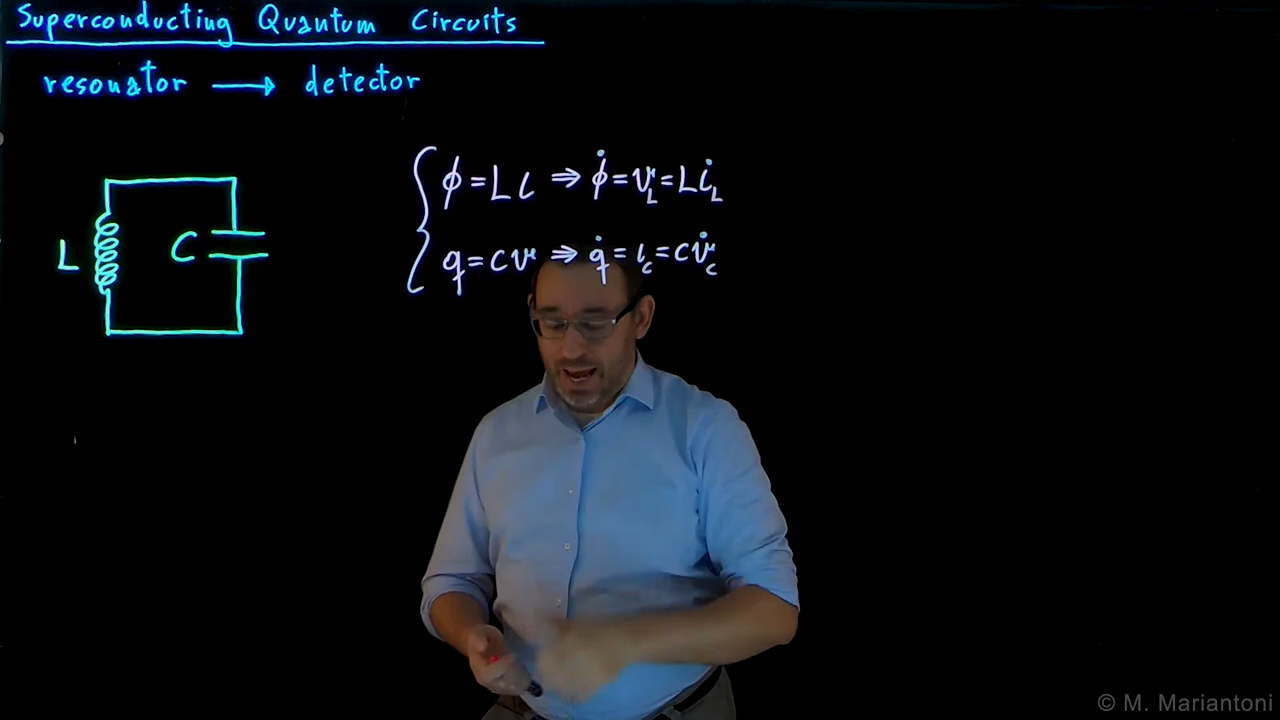 Superconducting Quantum Circuits
resonator → detector
L
C
ϕ = L i ⇒ ϕ̇ = v_L = L i̇_L
q = C v ⇒ q̇ = i_C = C v̇_C
© M. Mariantoni